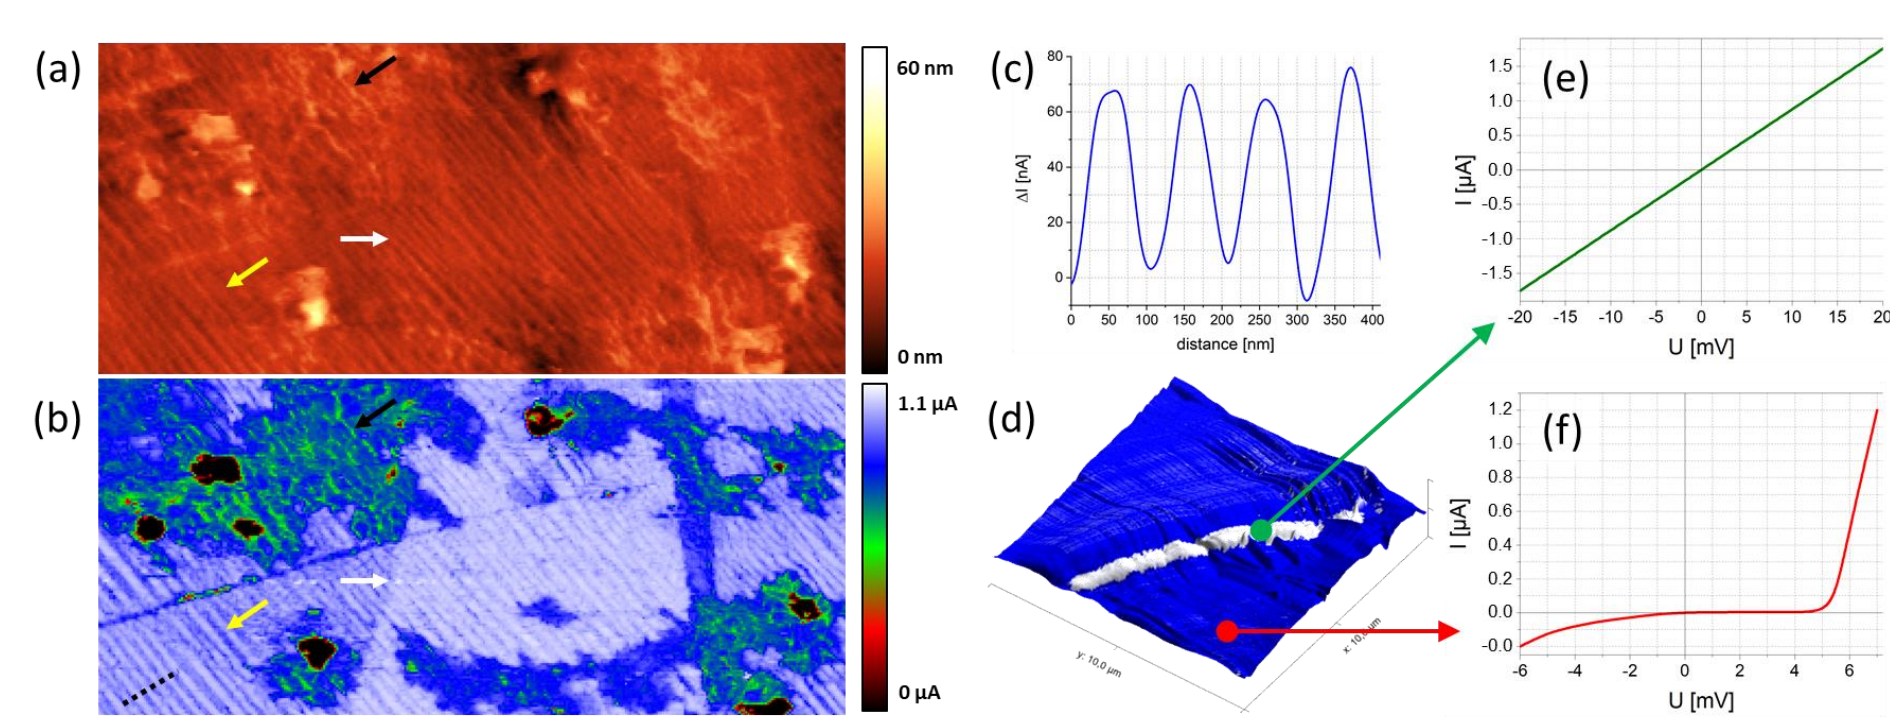 (a)
60 nm
0 nm
(b)
1.1 µA
0 µA
(c)
80
60
40
20
0
ΔI [nA]
0 50 100 150 200 250 300 350 400
distance [nm]
(d)
y: 10,0 µm
x: 10,0 µm
(e)
1.5
1.0
0.5
0.0
-0.5
-1.0
-1.5
I [µA]
-20 -15 -10 -5 0 5 10 15 20
U [mV]
(f)
1.2
1.0
0.8
0.6
0.4
0.2
0.0
-0.0
I [µA]
-6 -4 -2 0 2 4 6
U [mV]